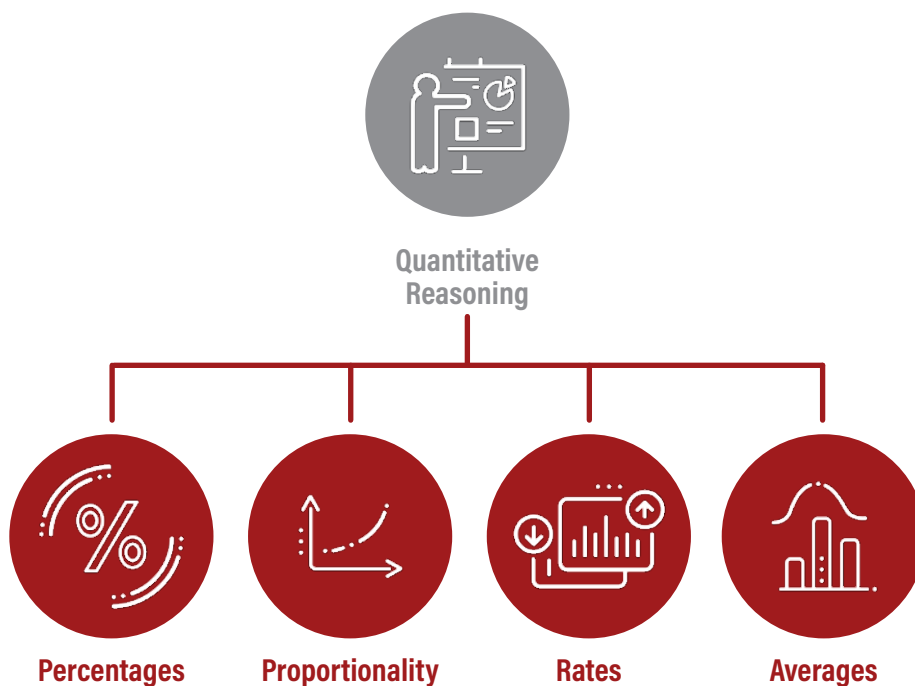 Quantitative
Reasoning
%
Percentages
Proportionality
Rates
Averages